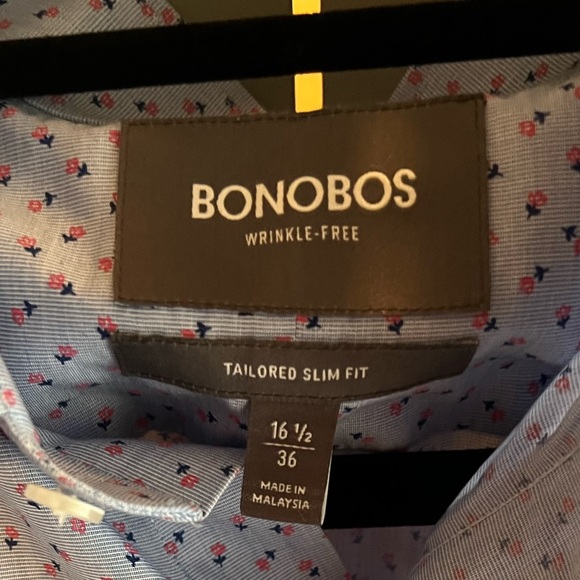 BONOBOS
WRINKLE-FREE
TAILORED SLIM FIT
16 ½
36
MADE IN
MALAYSIA